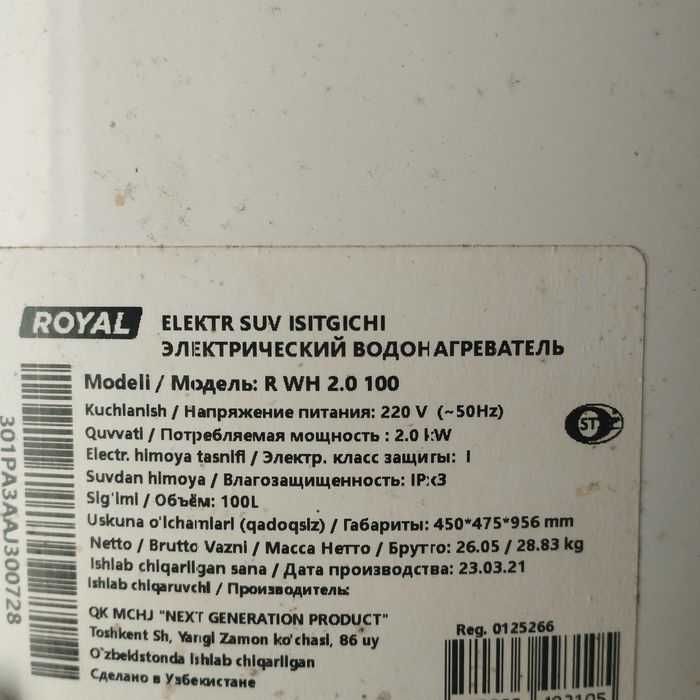 ROYAL
ELEKTR SUV ISITGICHI
ЭЛЕКТРИЧЕСКИЙ ВОДОНАГРЕВАТЕЛЬ
Modeli / Модель: R WH 2.0 100
Kuchlanish / Напряжение питания: 220 V (~50Hz)
Quvvati / Потребляемая мощность : 2.0 kW
Electr. himoya tasnifi / Электр. класс защиты: I
Suvdan himoya / Влагозащищенность: IPx3
Sig'imi / Объём: 100L
Uskuna o'lchamlari (qadoqsiz) / Габариты: 450*475*956 mm
Netto / Brutto Vazni / Масса Нетто / Брутто: 26.05 / 28.83 kg
Ishlab chiqarilgan sana / Дата производства: 23.03.21
Ishlab chiqaruvchi / Производитель:
QK MCHJ "NEXT GENERATION PRODUCT"
Toshkent Sh, Yangi Zamon ko'chasi, 86 uy
O'zbekistonda ishlab chiqarilgan
Сделано в Узбекистане
Reg. 0125266
301PA3AAJ300728
ST